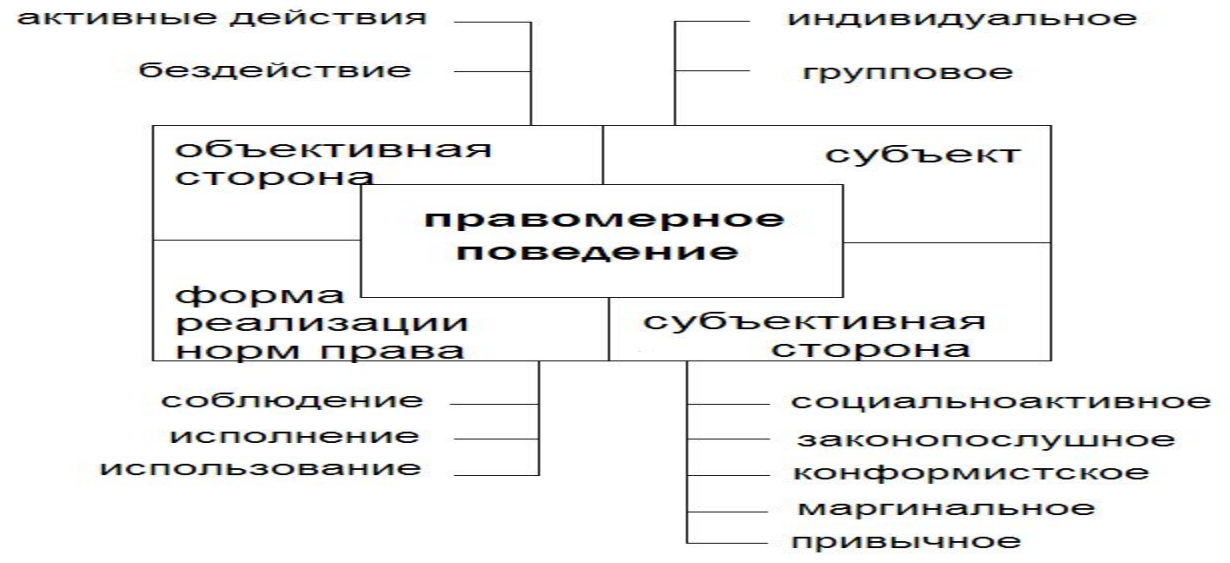 активные действия
бездействие
индивидуальное
групповое
объективная
сторона
субъект
правомерное
поведение
форма
реализации
норм права
субъективная
сторона
соблюдение
исполнение
использование
социальноактивное
законопослушное
конформистское
маргинальное
привычное